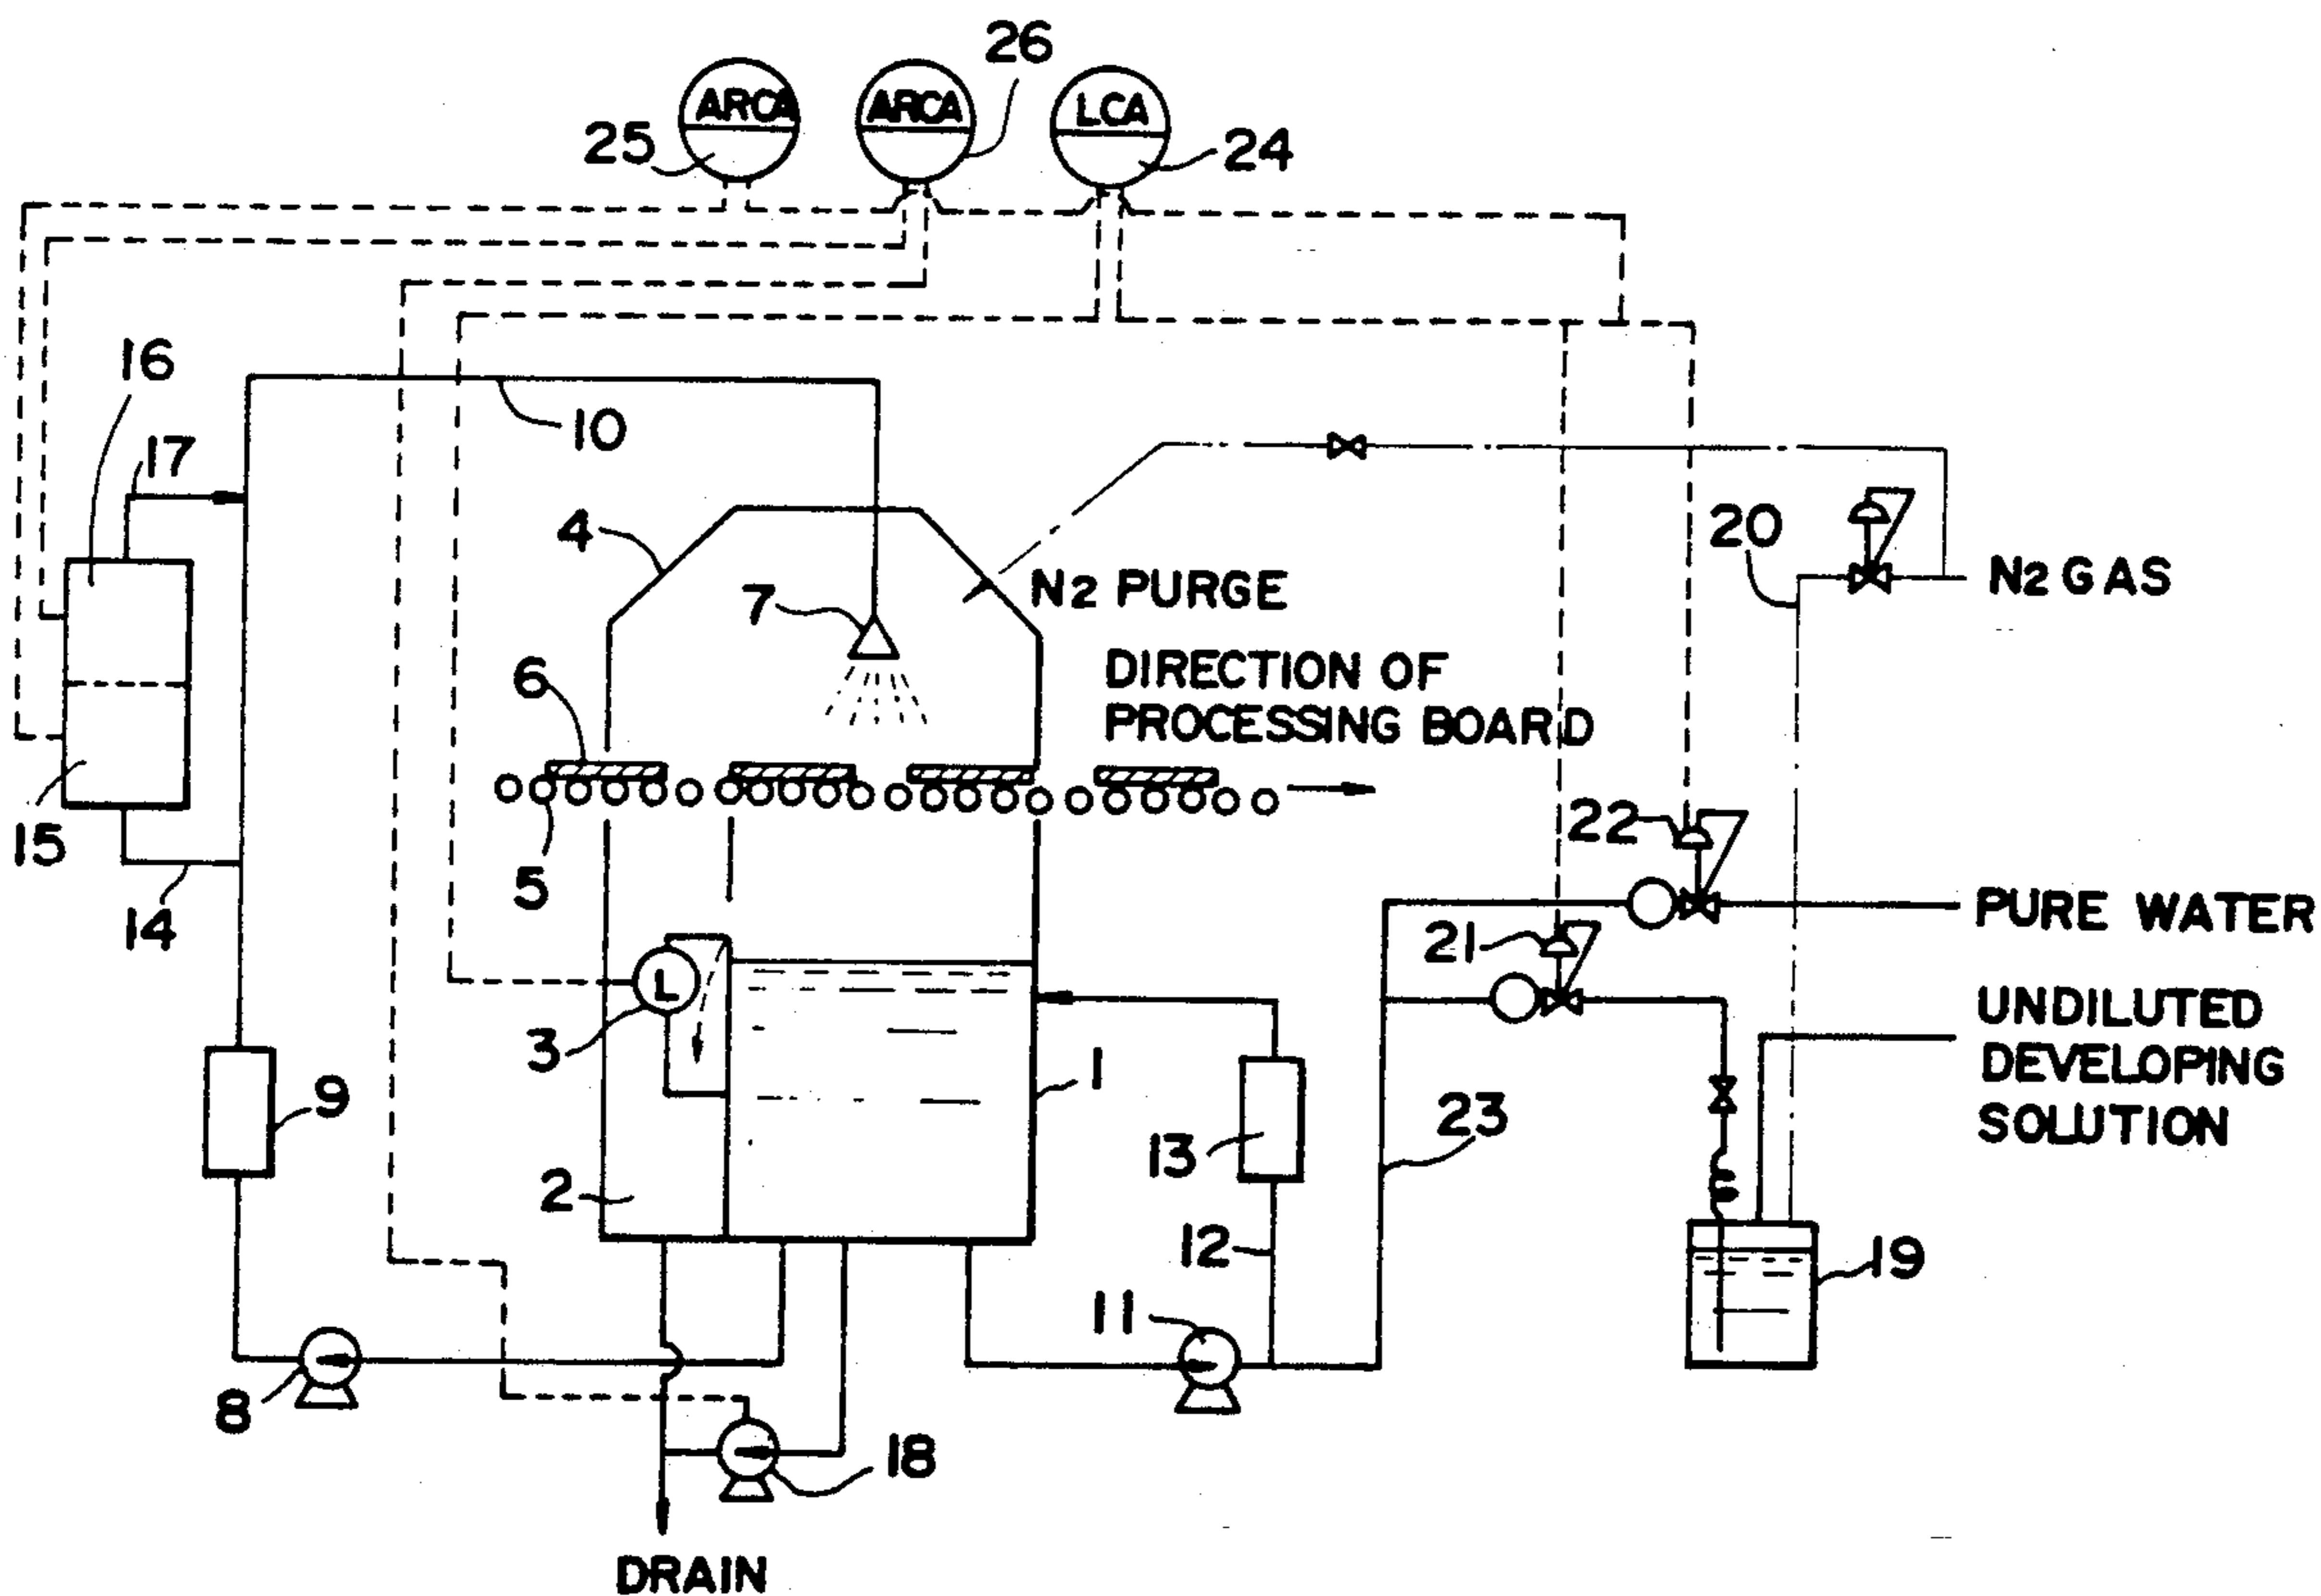 26
ARCA
ARCA
LCA
25
24
16
10
17
4
20
7
N2 PURGE
N2 GAS
6
DIRECTION OF
PROCESSING BOARD
15
5
22
14
21
PURE WATER
3
L
UNDILUTED
DEVELOPING
SOLUTION
9
1
13
23
2
12
19
11
8
18
DRAIN